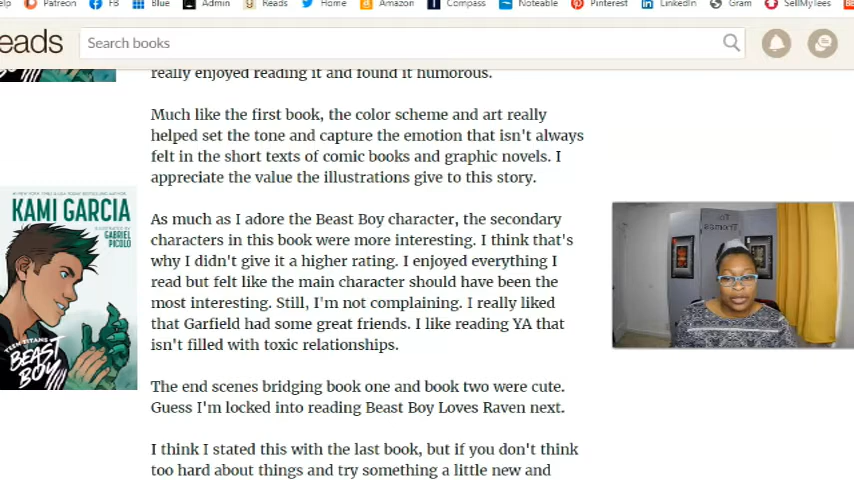 elp Patreon FB Blue Admin Reads Home Amazon Compass Noteable Pinterest LinkedIn Gram SellMyTees
eads Search books
really enjoyed reading it and found it humorous.
Much like the first book, the color scheme and art really
helped set the tone and capture the emotion that isn't always
felt in the short texts of comic books and graphic novels. I
appreciate the value the illustrations give to this story.
As much as I adore the Beast Boy character, the secondary
characters in this book were more interesting. I think that's
why I didn't give it a higher rating. I enjoyed everything I
read but felt like the main character should have been the
most interesting. Still, I'm not complaining. I really liked
that Garfield had some great friends. I like reading YA that
isn't filled with toxic relationships.
The end scenes bridging book one and book two were cute.
Guess I'm locked into reading Beast Boy Loves Raven next.
I think I stated this with the last book, but if you don't think
too hard about things and try something a little new and
KAMI GARCIA
GABRIEL
PICOLO
TEEN TITANS
BEAST
BOY